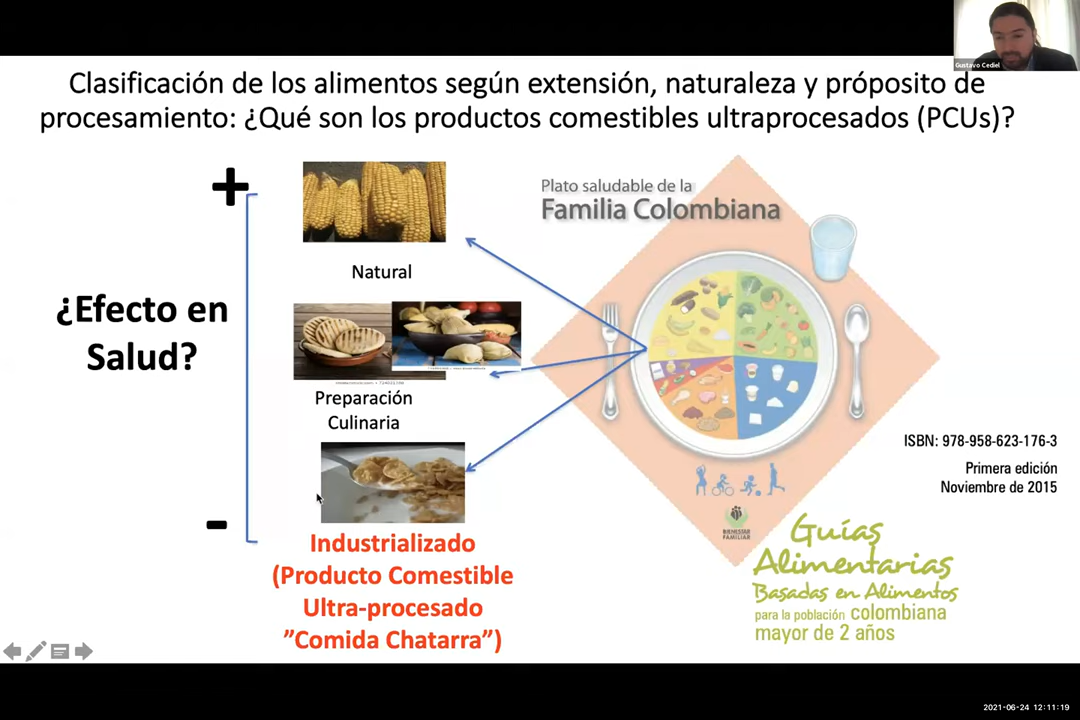 Gustavo Cediel
Clasificación de los alimentos según extensión, naturaleza y próposito de
procesamiento: ¿Qué son los productos comestibles ultraprocesados (PCUs)?
+
¿Efecto en
Salud?
-
Natural
Preparación
Culinaria
Industrializado
(Producto Comestible
Ultra-procesado
”Comida Chatarra”)
Plato saludable de la
Familia Colombiana
BIENESTAR
FAMILIAR
ISBN: 978-958-623-176-3
Primera edición
Noviembre de 2015
Guías
Alimentarias
Basadas en Alimentos
para la población colombiana
mayor de 2 años
2021-06-24 12:11:19